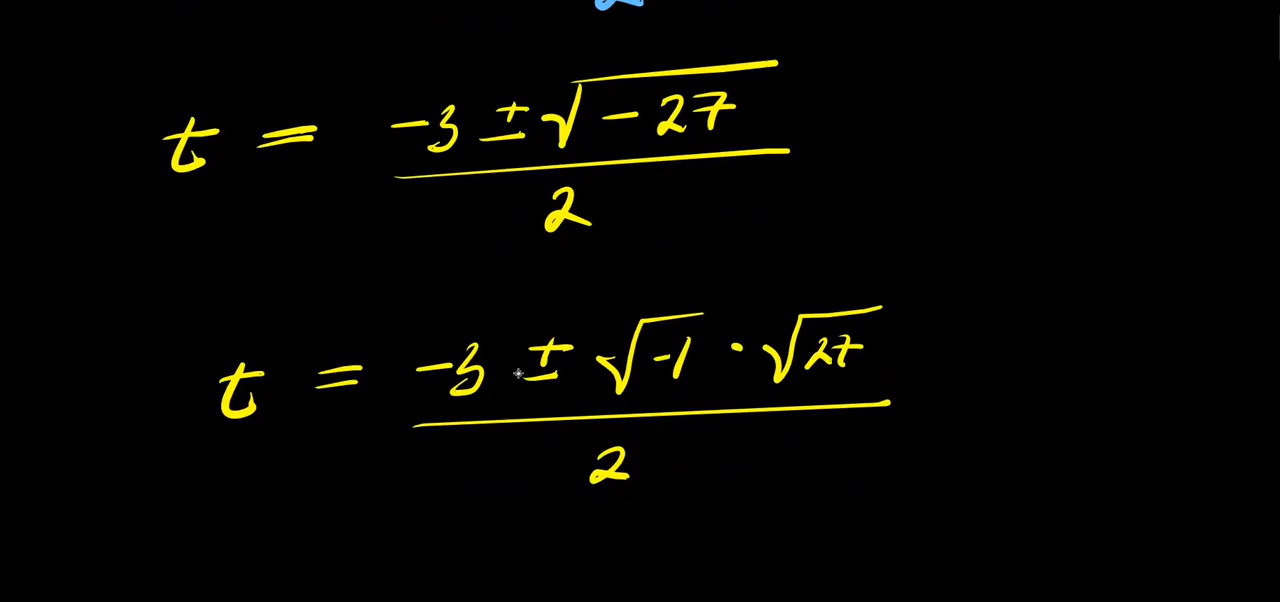 t = (-3 ± √(-27)) / 2
t = (-3 ± √(-1) · √27) / 2